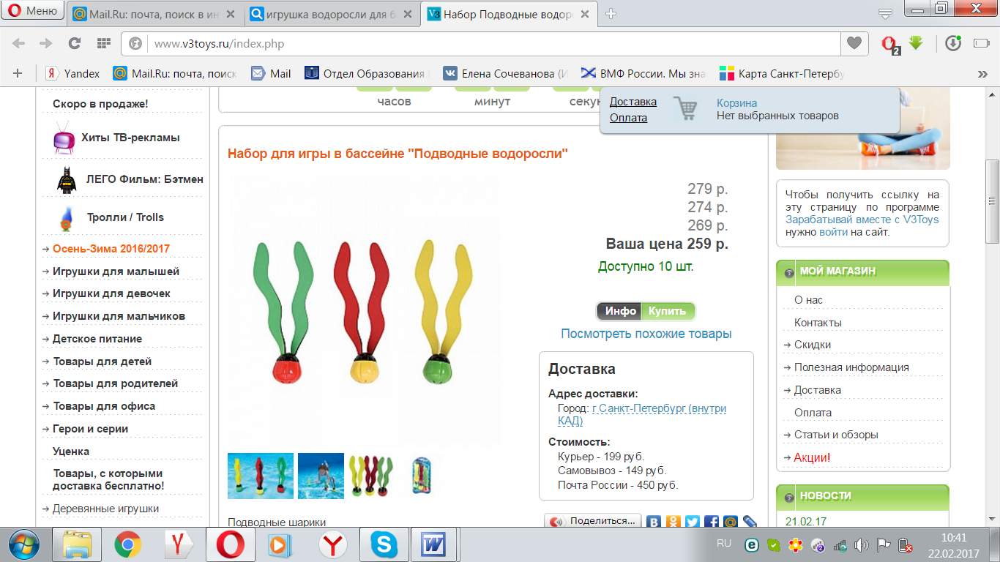 Меню
Mail.Ru: почта, поиск в ин
игрушка водоросли для б
V3
Набор Подводные водоро
www.v3toys.ru/index.php
2
Yandex
Mail.Ru: почта, поиск
Mail
Отдел Образования
Елена Сочеванова (И
ВМФ России. Мы зна
Карта Санкт-Петербу
часов
минут
секун
Доставка
Оплата
Корзина
Нет выбранных товаров
Скоро в продаже!
Хиты ТВ-рекламы
ЛЕГО Фильм: Бэтмен
Тролли / Trolls
Осень-Зима 2016/2017
Игрушки для малышей
Игрушки для девочек
Игрушки для мальчиков
Детское питание
Товары для детей
Товары для родителей
Товары для офиса
Герои и серии
Уценка
Товары, с которыми
доставка бесплатно!
Деревянные игрушки
Набор для игры в бассейне "Подводные водоросли"
279 р.
274 р.
269 р.
Ваша цена 259 р.
Доступно 10 шт.
Инфо
Купить
Посмотреть похожие товары
Доставка
Адрес доставки:
Город: г Санкт-Петербург (внутри
КАД)
Стоимость:
Курьер - 199 руб.
Самовывоз - 149 руб.
Почта России - 450 руб.
Поделиться...
Подводные шарики
Чтобы получить ссылку на
эту страницу по программе
Зарабатывай вместе с V3Toys
нужно войти на сайт.
МОЙ МАГАЗИН
О нас
Контакты
Скидки
Полезная информация
Доставка
Оплата
Статьи и обзоры
Акции!
НОВОСТИ
21.02.17
RU
10:41
22.02.2017